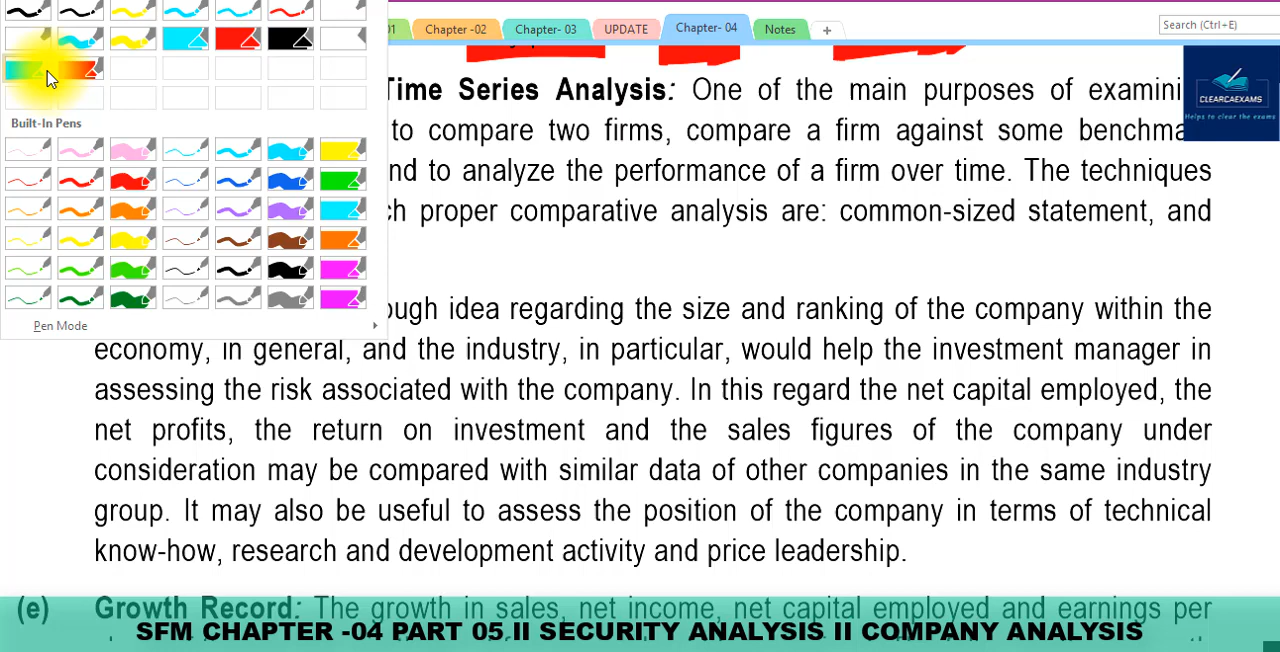 01 Chapter -02 Chapter- 03 UPDATE Chapter- 04 Notes + Search (Ctrl+E)
Time Series Analysis: One of the main purposes of examini
CLEARCAEXAMS
Helps to clear the exams
to compare two firms, compare a firm against some benchma
Built-In Pens
nd to analyze the performance of a firm over time. The techniques
ch proper comparative analysis are: common-sized statement, and
ough idea regarding the size and ranking of the company within the
Pen Mode
economy, in general, and the industry, in particular, would help the investment manager in
assessing the risk associated with the company. In this regard the net capital employed, the
net profits, the return on investment and the sales figures of the company under
consideration may be compared with similar data of other companies in the same industry
group. It may also be useful to assess the position of the company in terms of technical
know-how, research and development activity and price leadership.
(e) Growth Record: The growth in sales, net income, net capital employed and earnings per
SFM CHAPTER -04 PART 05 II SECURITY ANALYSIS II COMPANY ANALYSIS